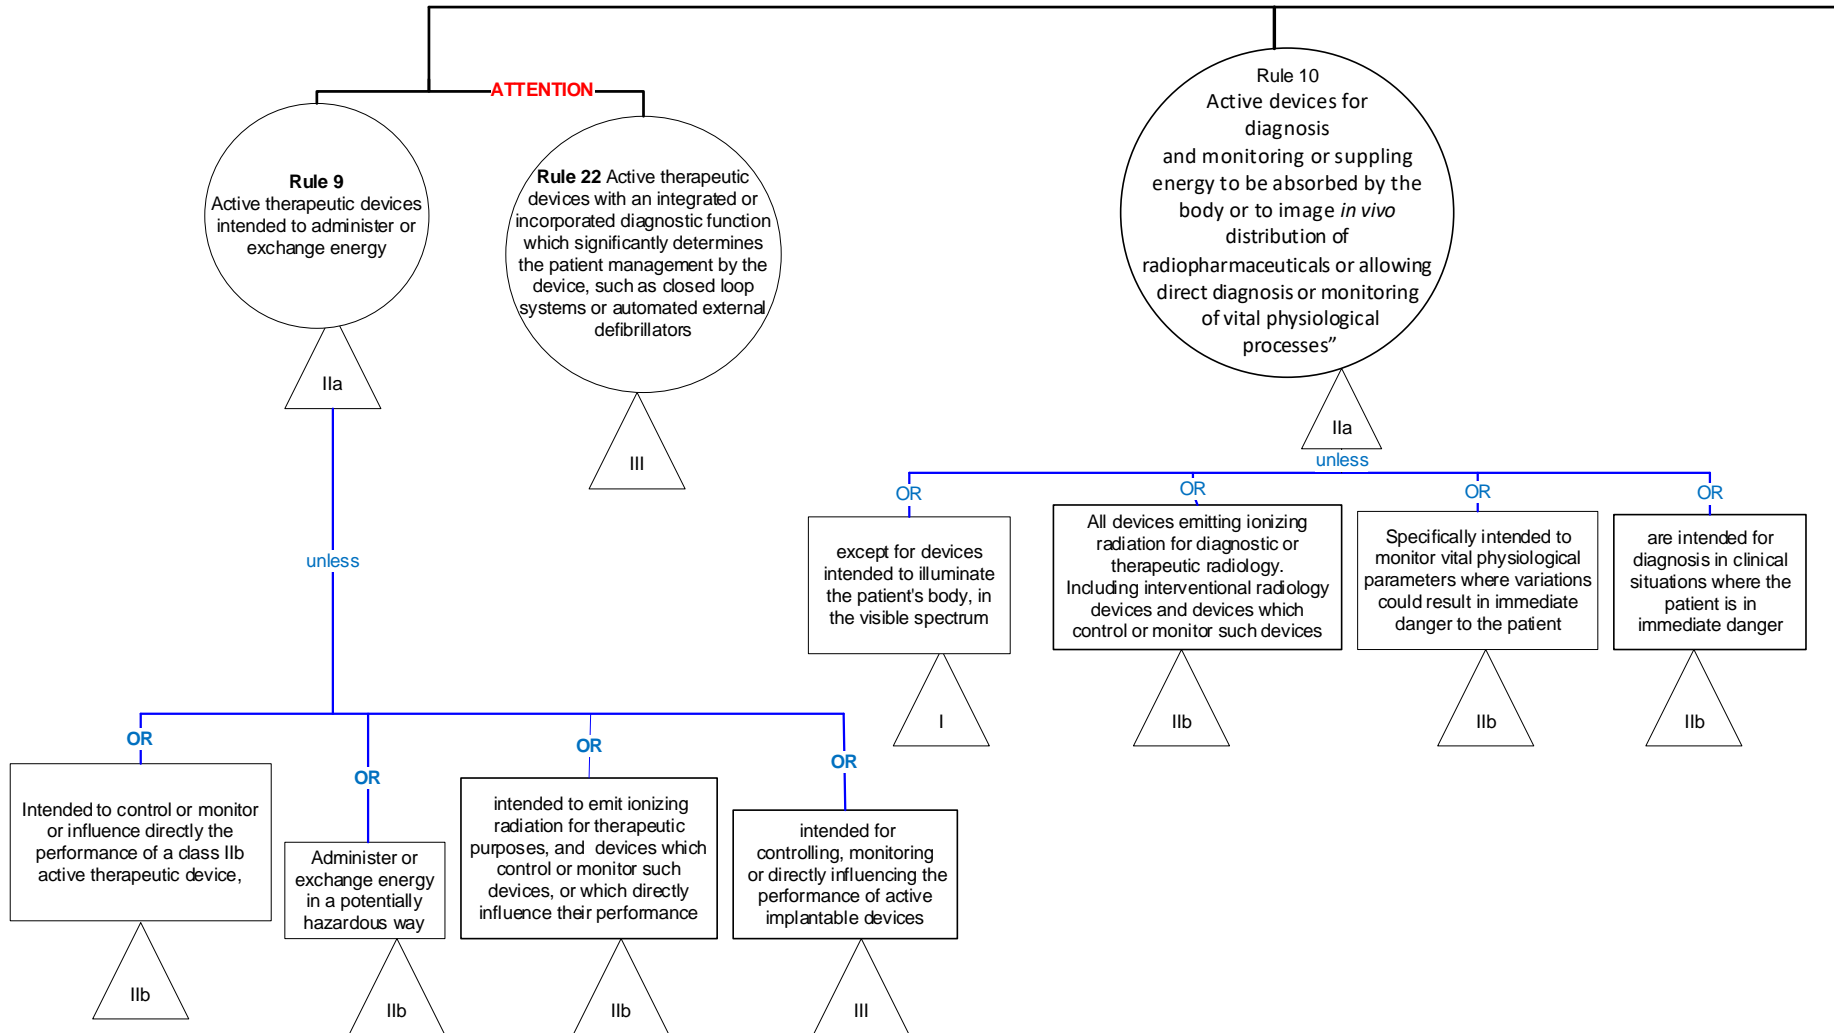 ATTENTION
Rule 9
Active therapeutic devices
intended to administer or
exchange energy
IIa
unless
Rule 22 Active therapeutic
devices with an integrated or
incorporated diagnostic function
which significantly determines
the patient management by the
device, such as closed loop
systems or automated external
defibrillators
III
Rule 10
Active devices for
diagnosis
and monitoring or suppling
energy to be absorbed by the
body or to image in vivo
distribution of
radiopharmaceuticals or allowing
direct diagnosis or monitoring
of vital physiological
processes”
IIa
unless
OR
except for devices
intended to illuminate
the patient's body, in
the visible spectrum
I
OR
All devices emitting ionizing
radiation for diagnostic or
therapeutic radiology.
Including interventional radiology
devices and devices which
control or monitor such devices
IIb
OR
Specifically intended to
monitor vital physiological
parameters where variations
could result in immediate
danger to the patient
IIb
OR
are intended for
diagnosis in clinical
situations where the
patient is in
immediate danger
IIb
OR
Intended to control or monitor
or influence directly the
performance of a class IIb
active therapeutic device,
IIb
OR
Administer or
exchange energy
in a potentially
hazardous way
IIb
OR
intended to emit ionizing
radiation for therapeutic
purposes, and devices which
control or monitor such
devices, or which directly
influence their performance
IIb
OR
intended for
controlling, monitoring
or directly influencing the
performance of active
implantable devices
III